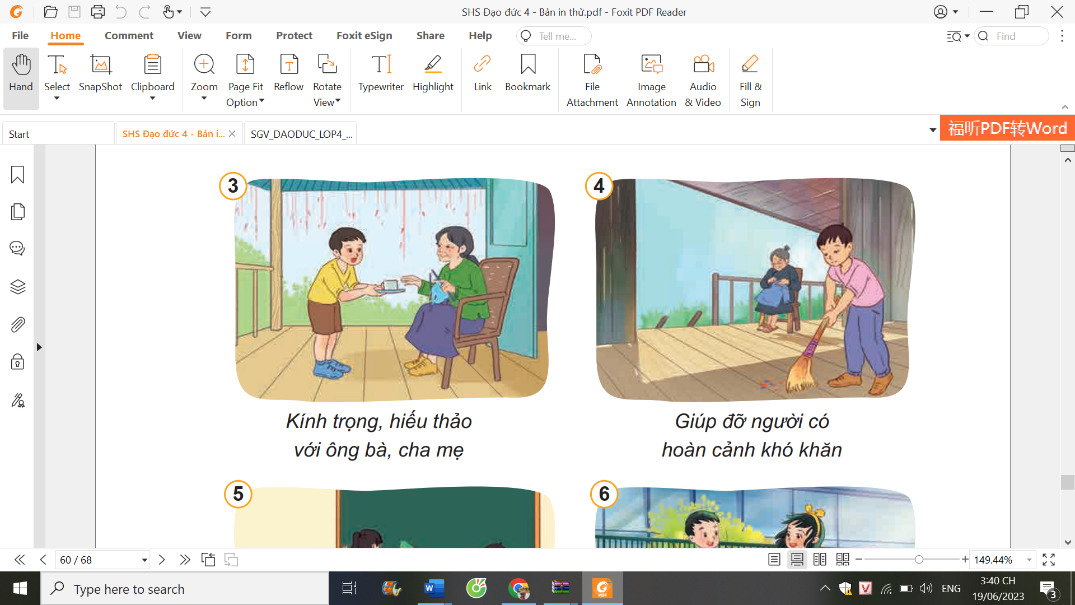 SHS Đạo đức 4 - Bản in thử.pdf - Foxit PDF Reader
File Home Comment View Form Protect Foxit eSign Share Help Tell me... Find
Hand Select SnapShot Clipboard Zoom Page Fit Option Reflow Rotate View Typewriter Highlight Link Bookmark File Attachment Image Annotation Audio & Video Fill & Sign
Start SHS Đạo đức 4 - Bản i... SGV_DAODUC_LOP4_... 福昕PDF转Word
3
4
Kính trọng, hiếu thảo
với ông bà, cha mẹ
Giúp đỡ người có
hoàn cảnh khó khăn
5
6
60 / 68 149.44%
Type here to search ENG 3:40 CH
19/06/2023 3